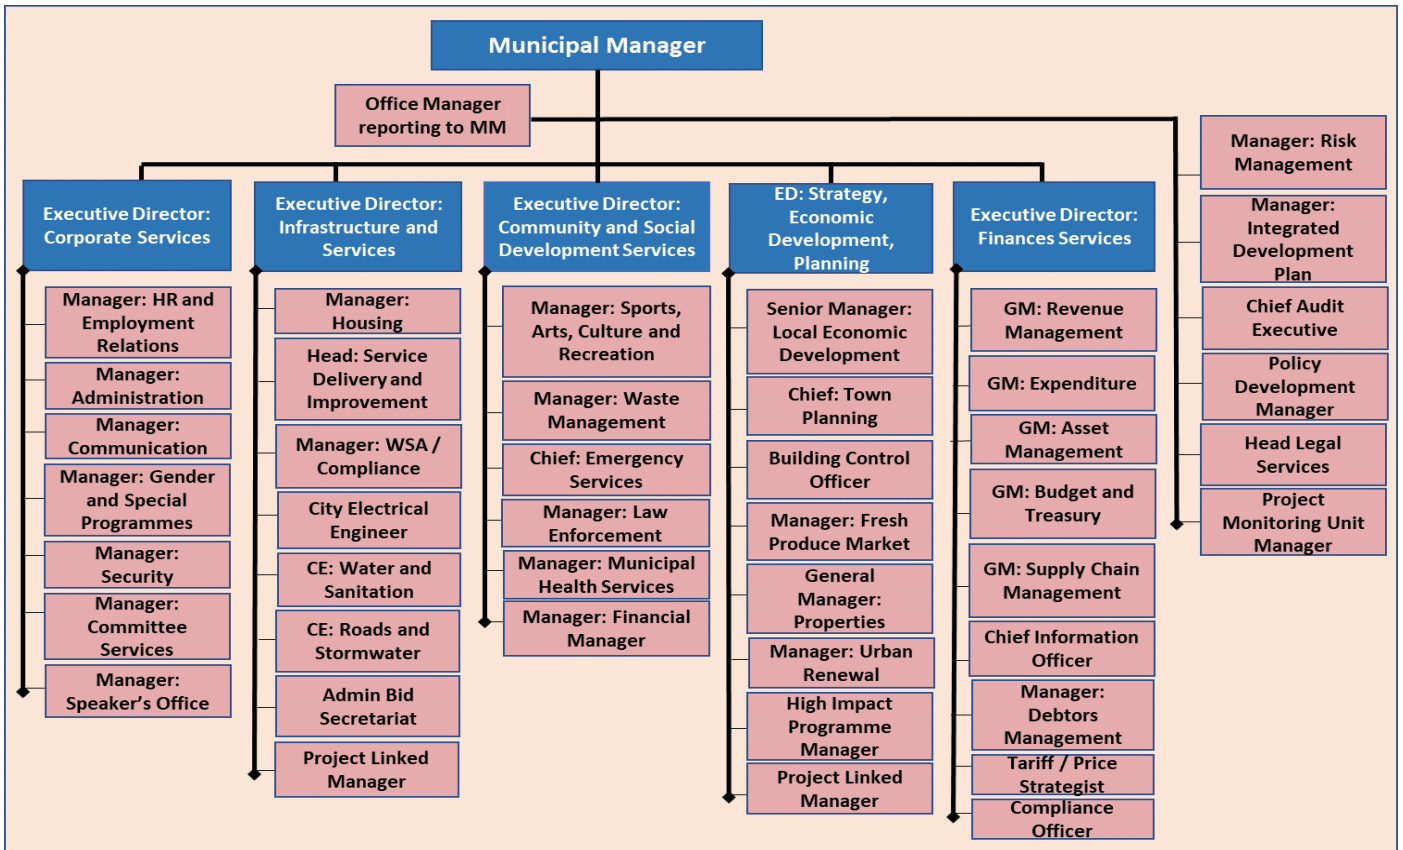 Municipal Manager
Office Manager
reporting to MM
Executive Director:
Corporate Services
Manager: HR and
Employment
Relations
Manager:
Administration
Manager:
Communication
Manager: Gender
and Special
Programmes
Manager:
Security
Manager:
Committee
Services
Manager:
Speaker’s Office
Executive Director:
Infrastructure and
Services
Manager:
Housing
Head: Service
Delivery and
Improvement
Manager: WSA /
Compliance
City Electrical
Engineer
CE: Water and
Sanitation
CE: Roads and
Stormwater
Admin Bid
Secretariat
Project Linked
Manager
Executive Director:
Community and Social
Development Services
Manager: Sports,
Arts, Culture and
Recreation
Manager: Waste
Management
Chief: Emergency
Services
Manager: Law
Enforcement
Manager: Municipal
Health Services
Manager: Financial
Manager
ED: Strategy,
Economic
Development,
Planning
Senior Manager:
Local Economic
Development
Chief: Town
Planning
Building Control
Officer
Manager: Fresh
Produce Market
General
Manager:
Properties
Manager: Urban
Renewal
High Impact
Programme
Manager
Project Linked
Manager
Executive Director:
Finances Services
GM: Revenue
Management
GM: Expenditure
GM: Asset
Management
GM: Budget and
Treasury
GM: Supply Chain
Management
Chief Information
Officer
Manager:
Debtors
Management
Tariff / Price
Strategist
Compliance
Officer
Manager: Risk
Management
Manager:
Integrated
Development
Plan
Chief Audit
Executive
Policy
Development
Manager
Head Legal
Services
Project
Monitoring Unit
Manager